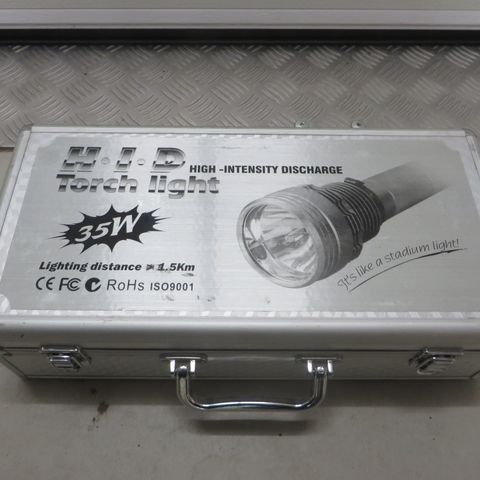 H·I·D HIGH -INTENSITY DISCHARGE
Torch light
35W
Lighting distance ≥ 1.5Km
CE FC RoHs ISO9001
It's like a stadium light!